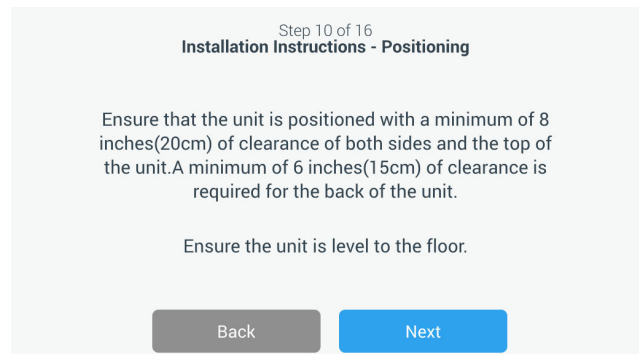 Step 10 of 16
Installation Instructions - Positioning
Ensure that the unit is positioned with a minimum of 8
inches(20cm) of clearance of both sides and the top of
the unit.A minimum of 6 inches(15cm) of clearance is
required for the back of the unit.
Ensure the unit is level to the floor.
Back
Next